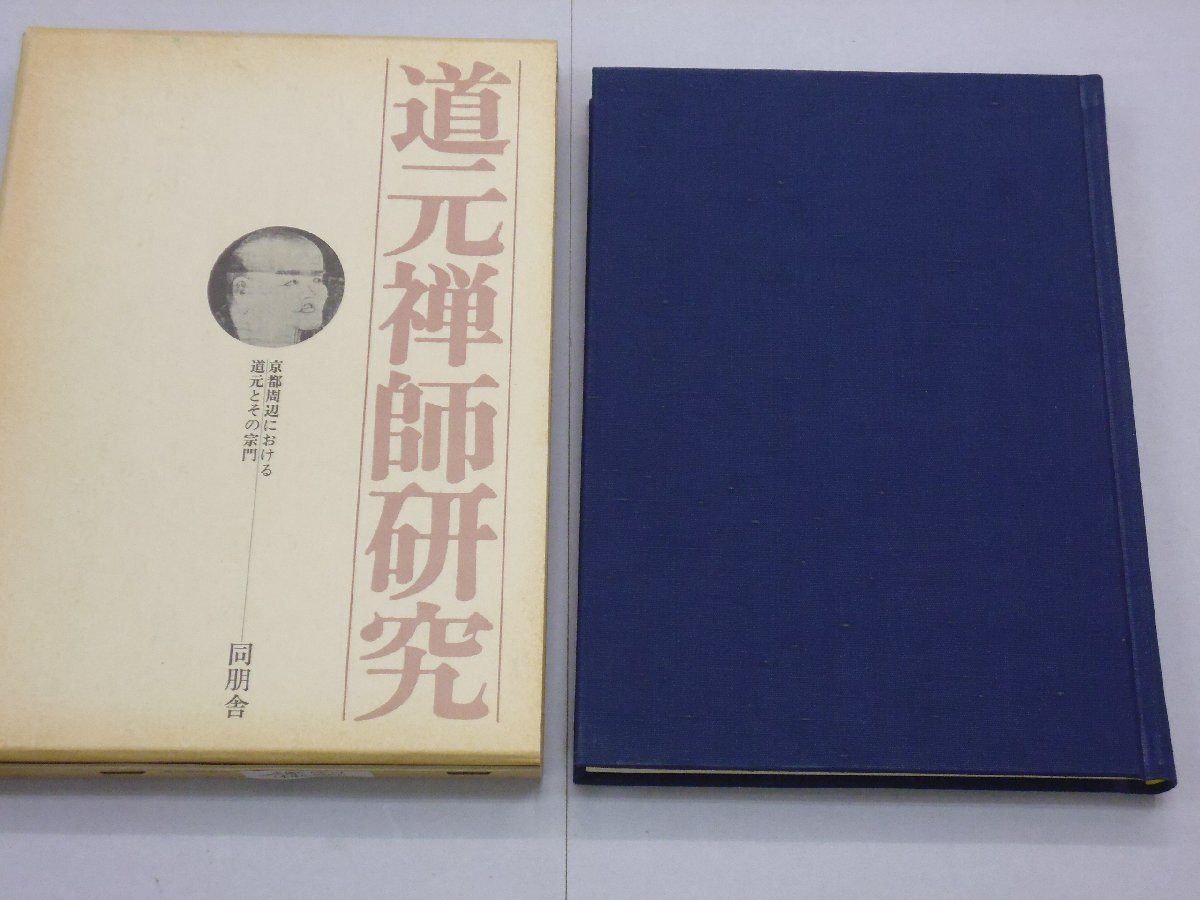 道元禅師研究
京都周辺における
道元とその宗門
同朋舎